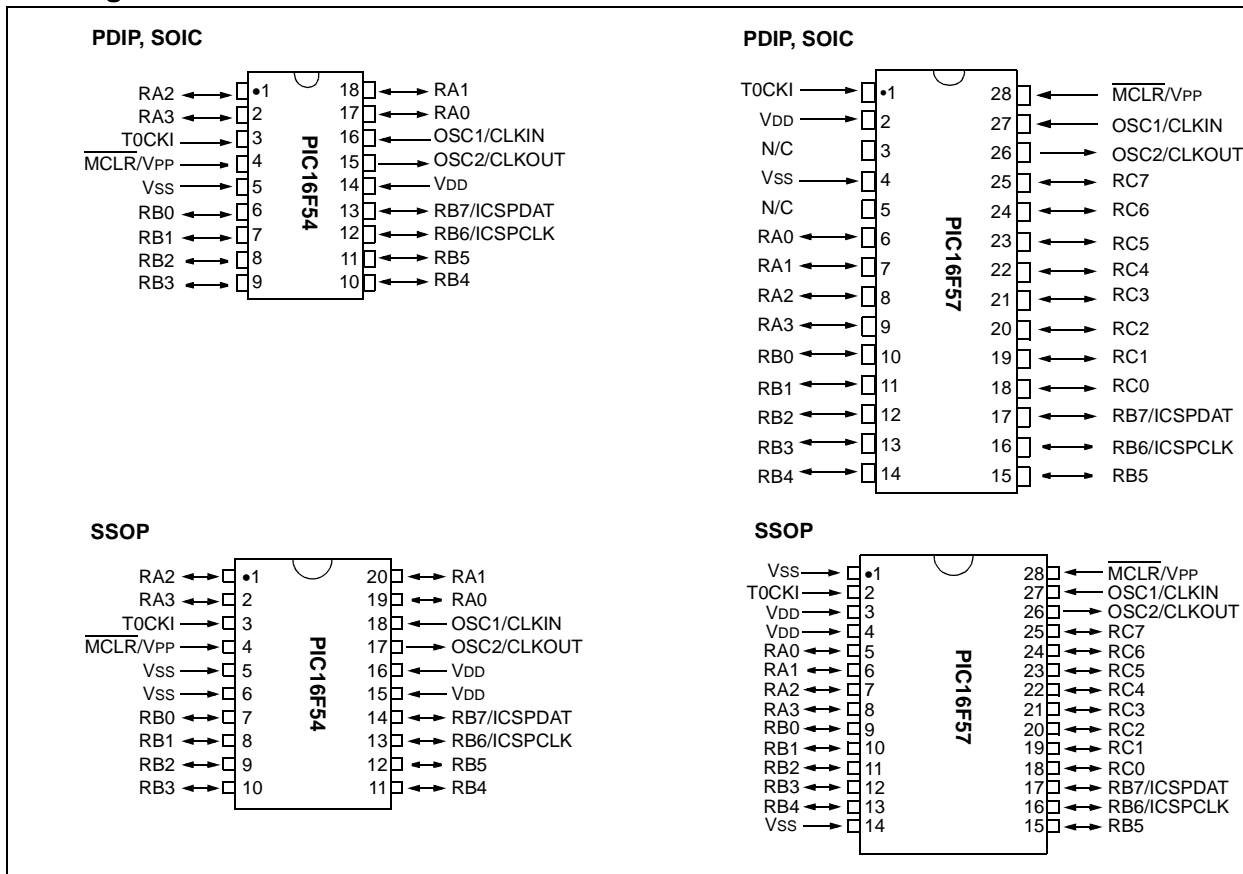 PDIP, SOIC
RA2 •1 18 RA1
RA3 2 17 RA0
T0CKI 3 16 OSC1/CLKIN
MCLR/VPP 4 15 OSC2/CLKOUT
VSS 5 14 VDD
RB0 6 13 RB7/ICSPDAT
RB1 7 12 RB6/ICSPCLK
RB2 8 11 RB5
RB3 9 10 RB4
PIC16F54
PDIP, SOIC
T0CKI •1 28 MCLR/VPP
VDD 2 27 OSC1/CLKIN
N/C 3 26 OSC2/CLKOUT
VSS 4 25 RC7
N/C 5 24 RC6
RA0 6 23 RC5
RA1 7 22 RC4
RA2 8 21 RC3
RA3 9 20 RC2
RB0 10 19 RC1
RB1 11 18 RC0
RB2 12 17 RB7/ICSPDAT
RB3 13 16 RB6/ICSPCLK
RB4 14 15 RB5
PIC16F57
SSOP
RA2 •1 20 RA1
RA3 2 19 RA0
T0CKI 3 18 OSC1/CLKIN
MCLR/VPP 4 17 OSC2/CLKOUT
VSS 5 16 VDD
VSS 6 15 VDD
RB0 7 14 RB7/ICSPDAT
RB1 8 13 RB6/ICSPCLK
RB2 9 12 RB5
RB3 10 11 RB4
PIC16F54
SSOP
VSS •1 28 MCLR/VPP
T0CKI 2 27 OSC1/CLKIN
VDD 3 26 OSC2/CLKOUT
VDD 4 25 RC7
RA0 5 24 RC6
RA1 6 23 RC5
RA2 7 22 RC4
RA3 8 21 RC3
RB0 9 20 RC2
RB1 10 19 RC1
RB2 11 18 RC0
RB3 12 17 RB7/ICSPDAT
RB4 13 16 RB6/ICSPCLK
VSS 14 15 RB5
PIC16F57